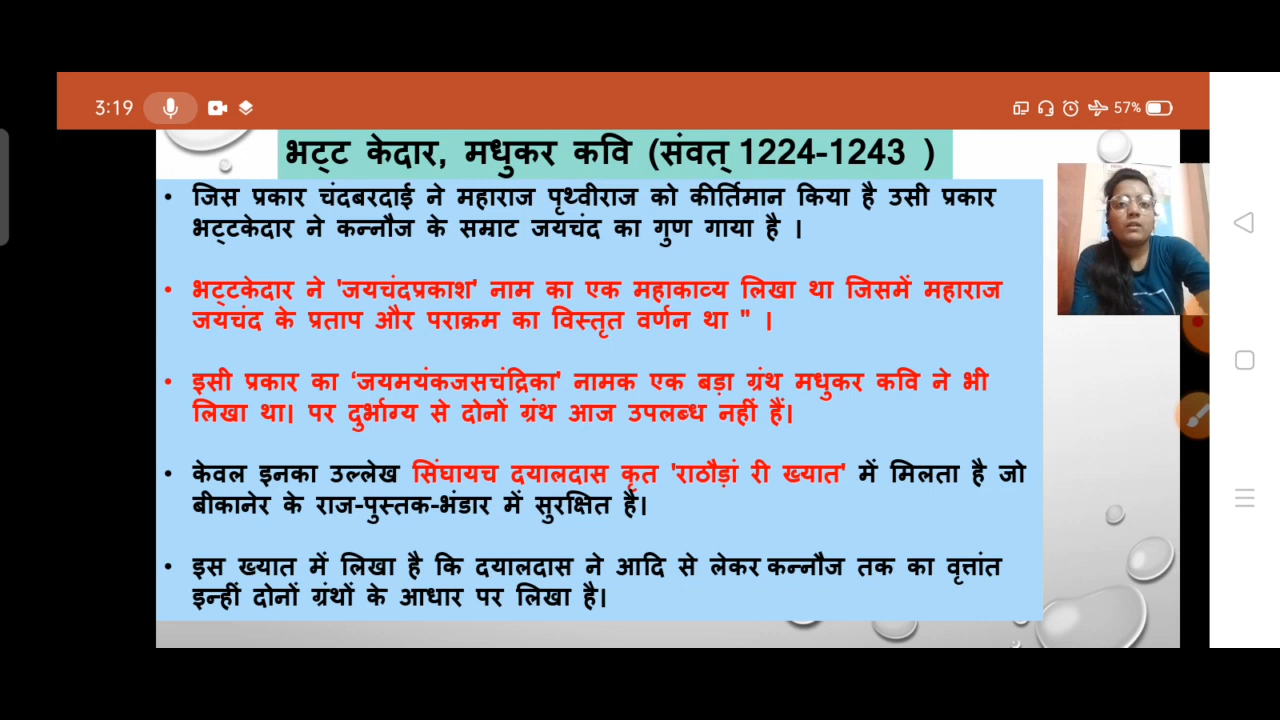 3:19
57%
भट्ट केदार, मधुकर कवि (संवत् 1224-1243 )
• जिस प्रकार चंदबरदाई ने महाराज पृथ्वीराज को कीर्तिमान किया है उसी प्रकार
भट्टकेदार ने कन्नौज के सम्राट जयचंद का गुण गाया है ।
• भट्टकेदार ने 'जयचंदप्रकाश' नाम का एक महाकाव्य लिखा था जिसमें महाराज
जयचंद के प्रताप और पराक्रम का विस्तृत वर्णन था " ।
• इसी प्रकार का ‘जयमयंकजसचंद्रिका' नामक एक बड़ा ग्रंथ मधुकर कवि ने भी
लिखा था। पर दुर्भाग्य से दोनों ग्रंथ आज उपलब्ध नहीं हैं।
• केवल इनका उल्लेख सिंघायच दयालदास कृत 'राठौड़ां री ख्यात' में मिलता है जो
बीकानेर के राज-पुस्तक-भंडार में सुरक्षित है।
• इस ख्यात में लिखा है कि दयालदास ने आदि से लेकर कन्नौज तक का वृत्तांत
इन्हीं दोनों ग्रंथों के आधार पर लिखा है।